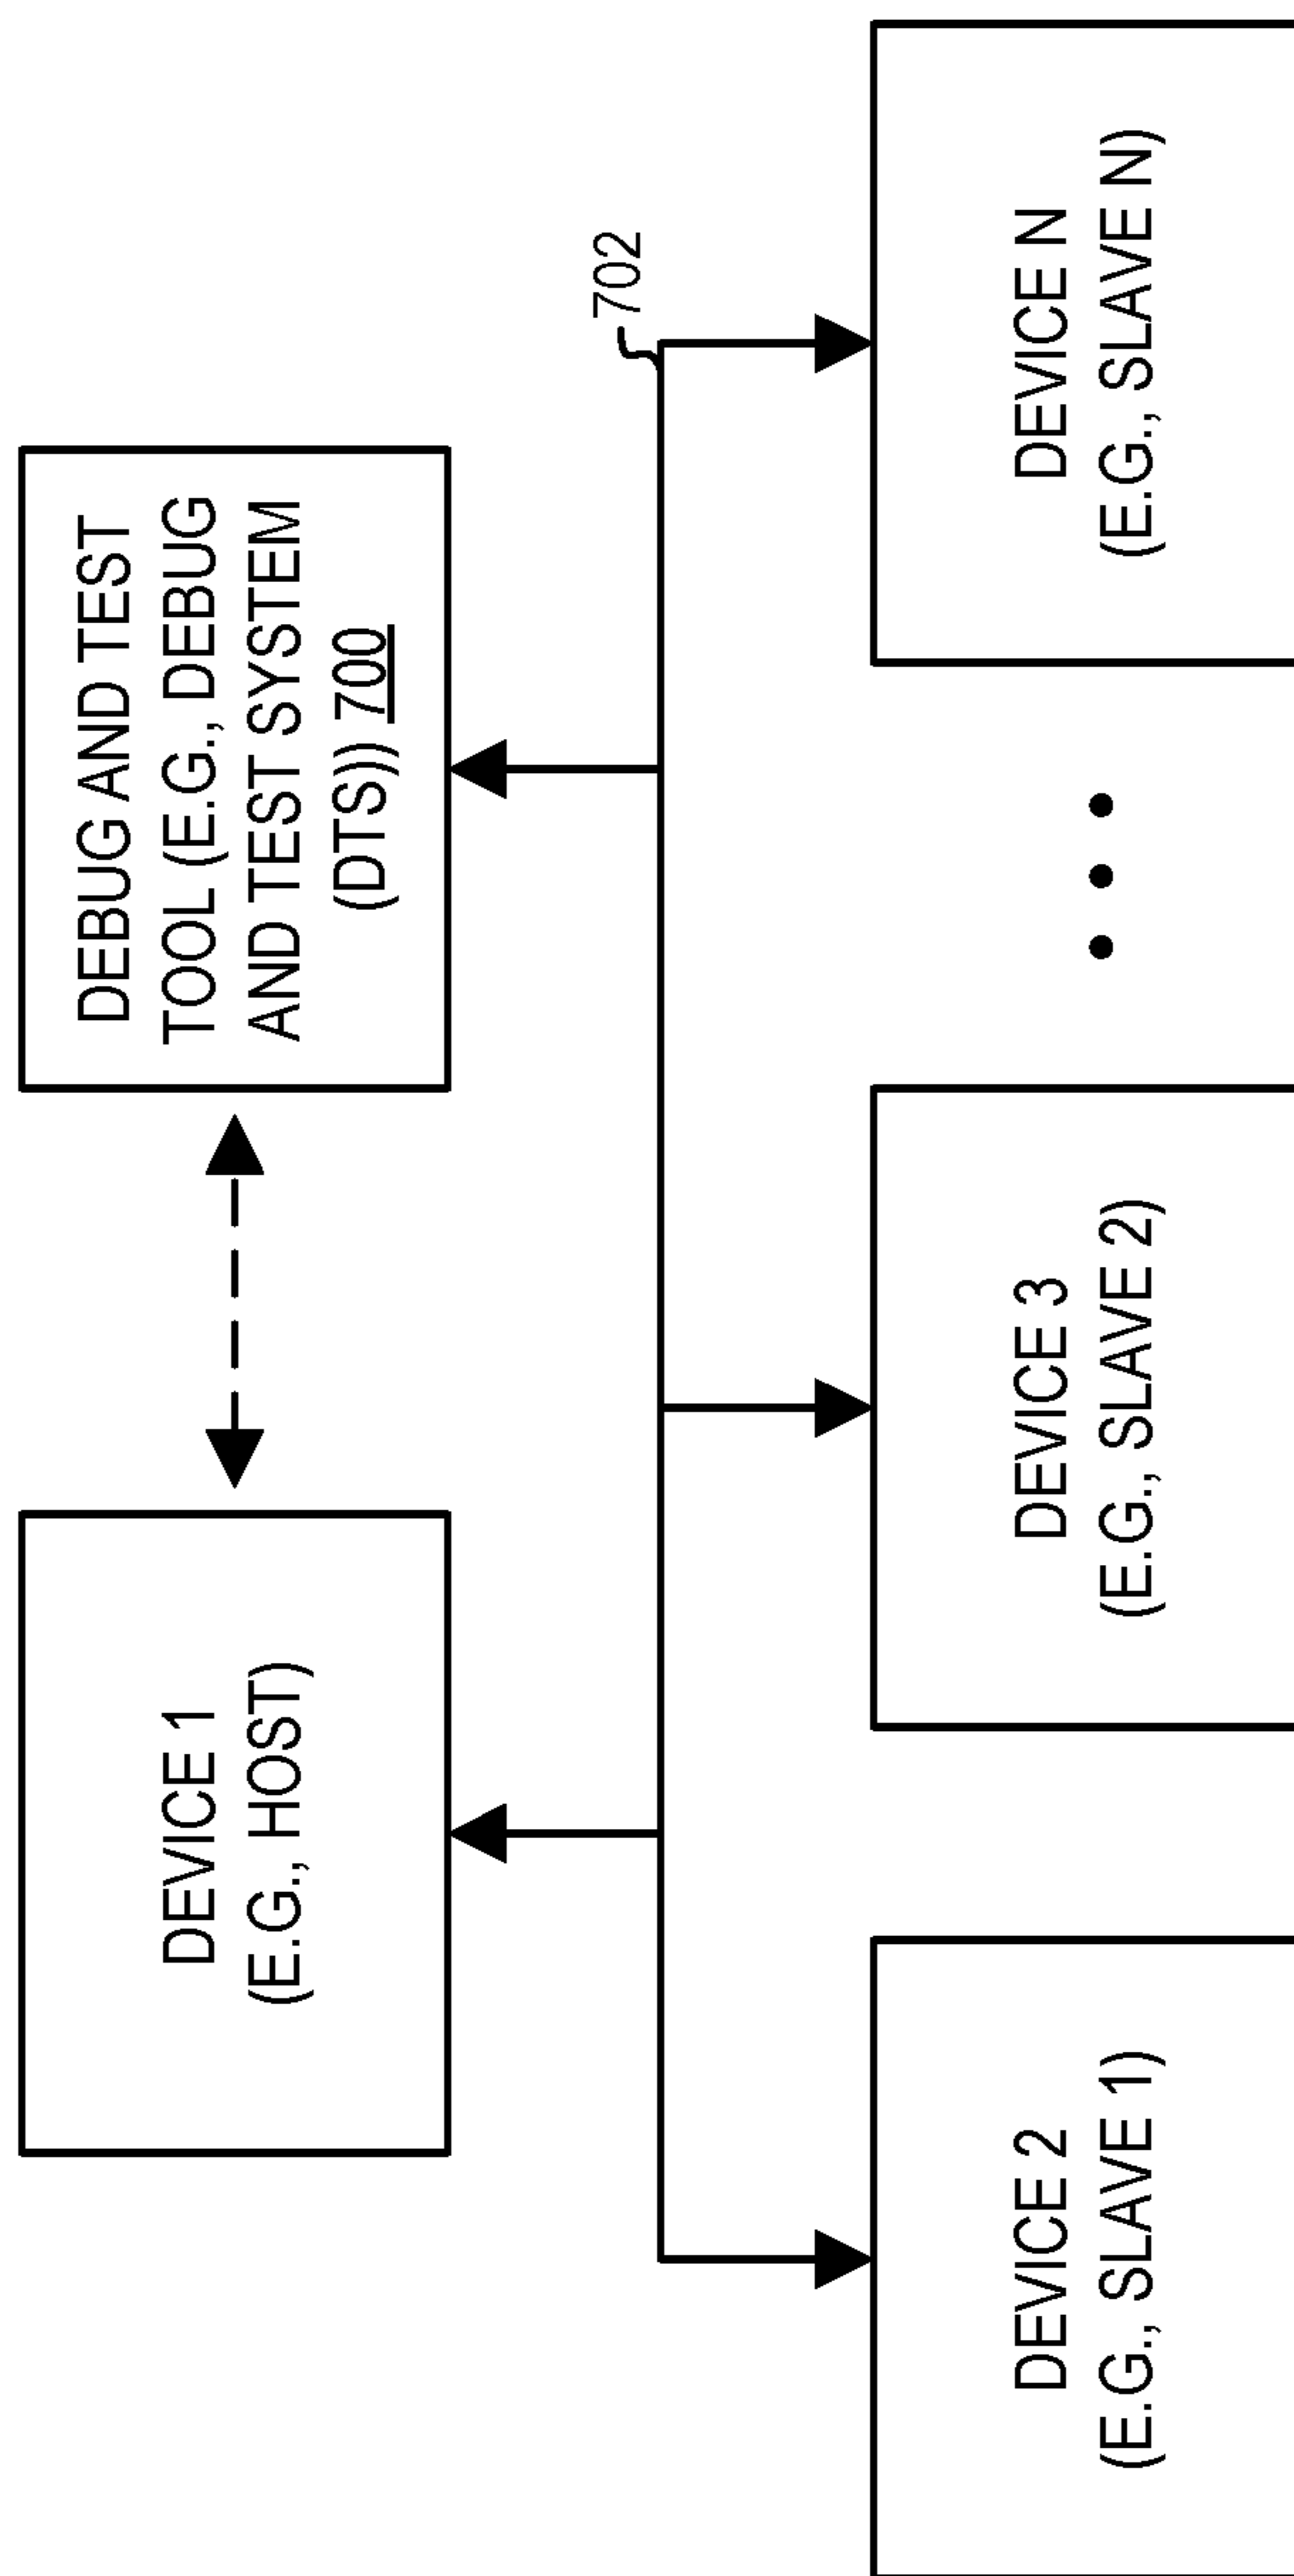 DEVICE 1
(E.G., HOST)
DEBUG AND TEST
TOOL (E.G., DEBUG
AND TEST SYSTEM
(DTS)) 700
702
DEVICE 2
(E.G., SLAVE 1)
DEVICE 3
(E.G., SLAVE 2)
DEVICE N
(E.G., SLAVE N)